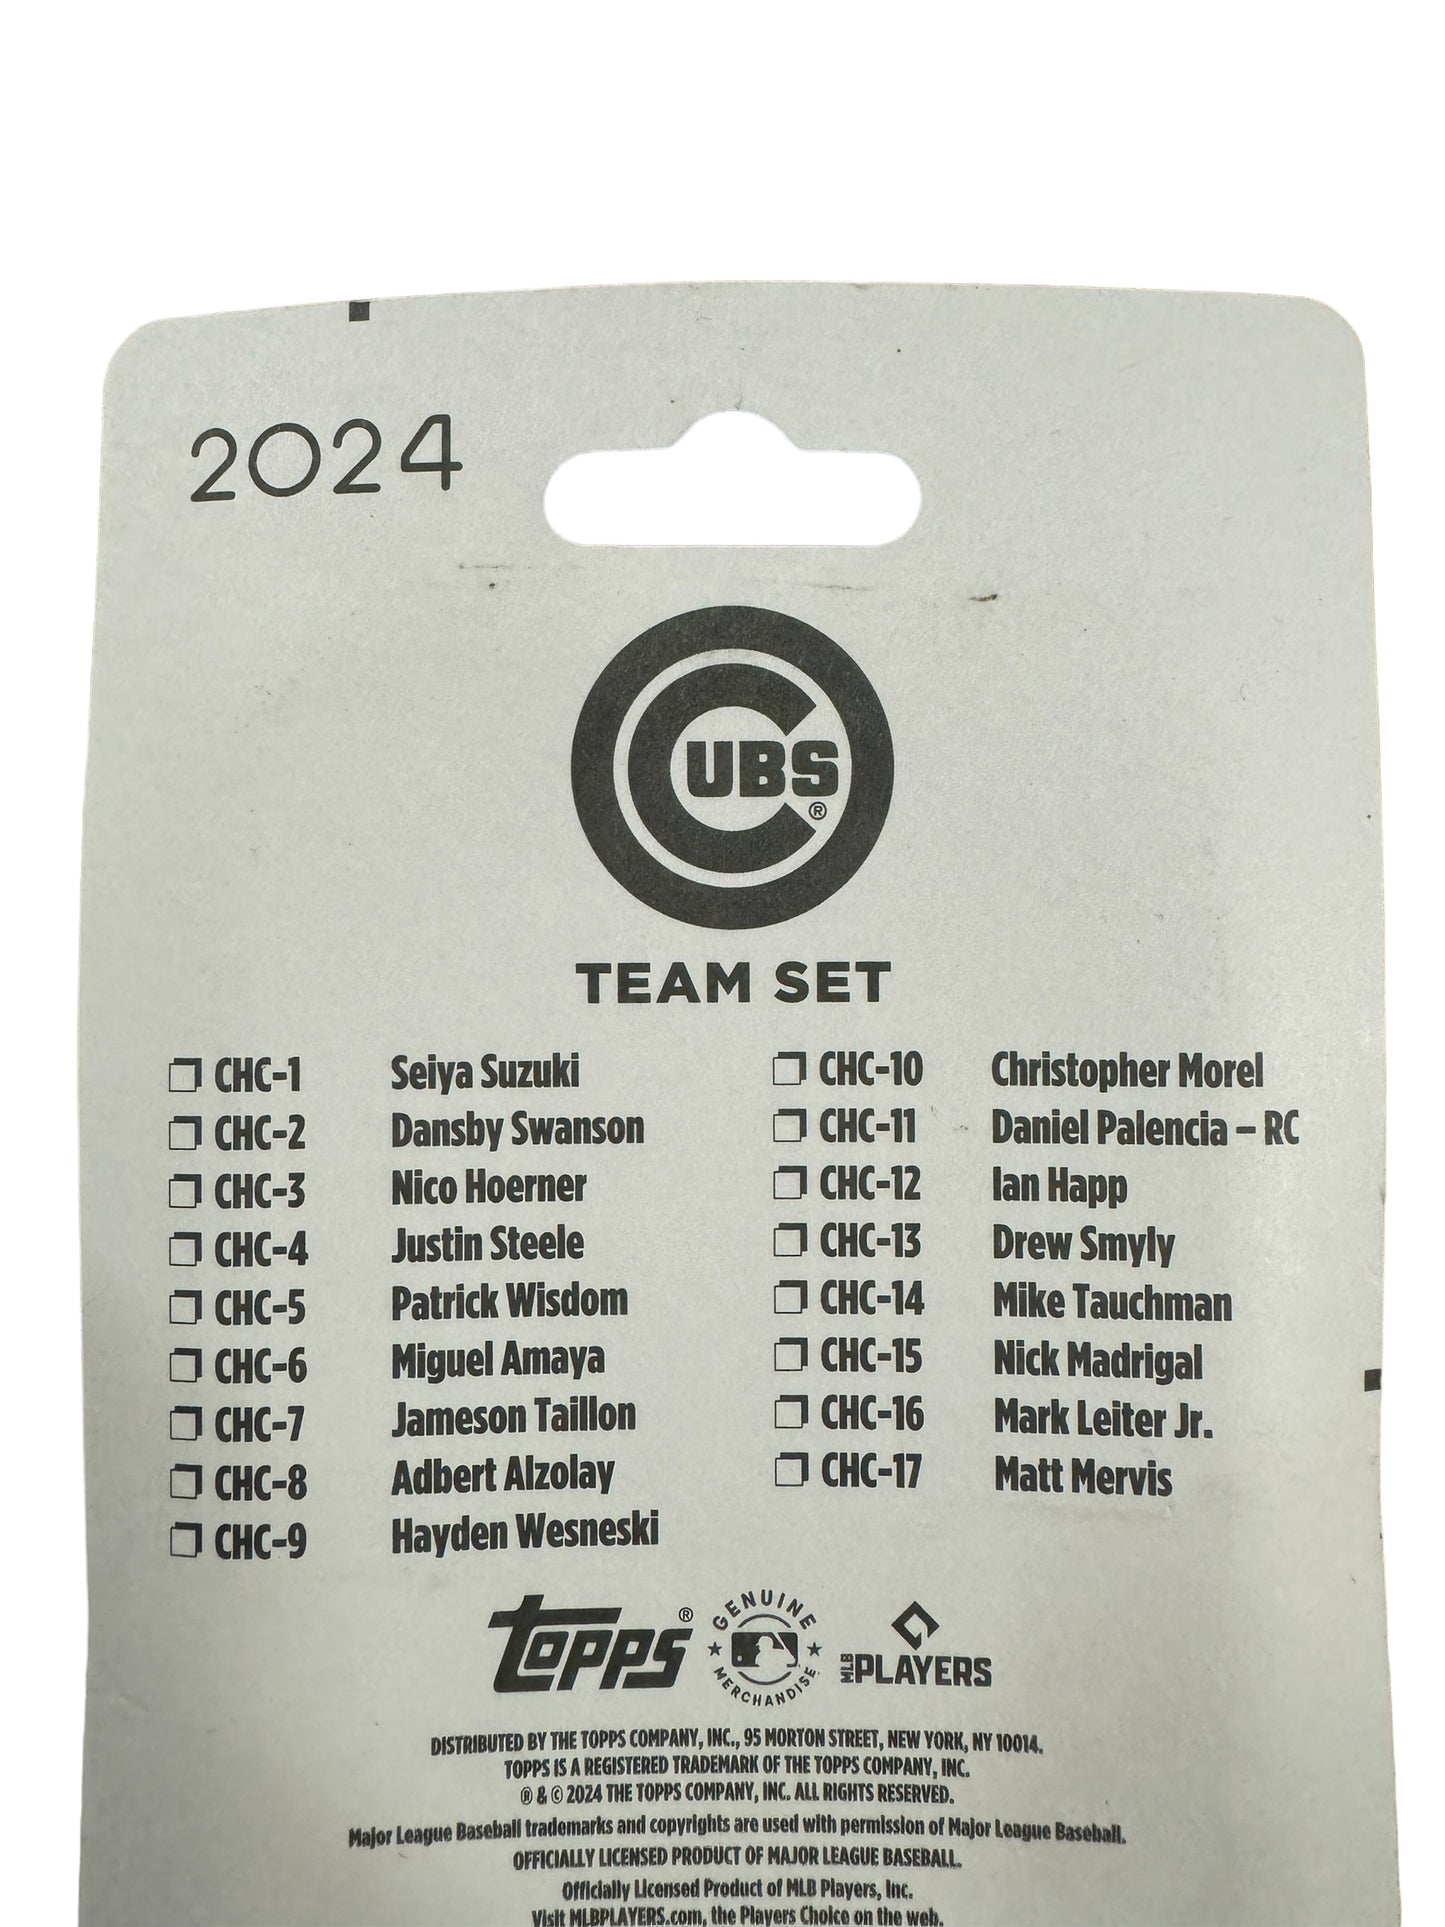 2024
CUBS®
TEAM SET
CHC-1 Seiya Suzuki
CHC-2 Dansby Swanson
CHC-3 Nico Hoerner
CHC-4 Justin Steele
CHC-5 Patrick Wisdom
CHC-6 Miguel Amaya
CHC-7 Jameson Taillon
CHC-8 Adbert Alzolay
CHC-9 Hayden Wesneski
CHC-10 Christopher Morel
CHC-11 Daniel Palencia – RC
CHC-12 Ian Happ
CHC-13 Drew Smyly
CHC-14 Mike Tauchman
CHC-15 Nick Madrigal
CHC-16 Mark Leiter Jr.
CHC-17 Matt Mervis
topps®
GENUINE
MERCHANDISE
MLB PLAYERS
DISTRIBUTED BY THE TOPPS COMPANY, INC., 95 MORTON STREET, NEW YORK, NY 10014.
TOPPS IS A REGISTERED TRADEMARK OF THE TOPPS COMPANY, INC.
® & © 2024 THE TOPPS COMPANY, INC. ALL RIGHTS RESERVED.
Major League Baseball trademarks and copyrights are used with permission of Major League Baseball.
OFFICIALLY LICENSED PRODUCT OF MAJOR LEAGUE BASEBALL.
Officially Licensed Product of MLB Players, Inc.
Visit MLBPLAYERS.com, the Players Choice on the web.